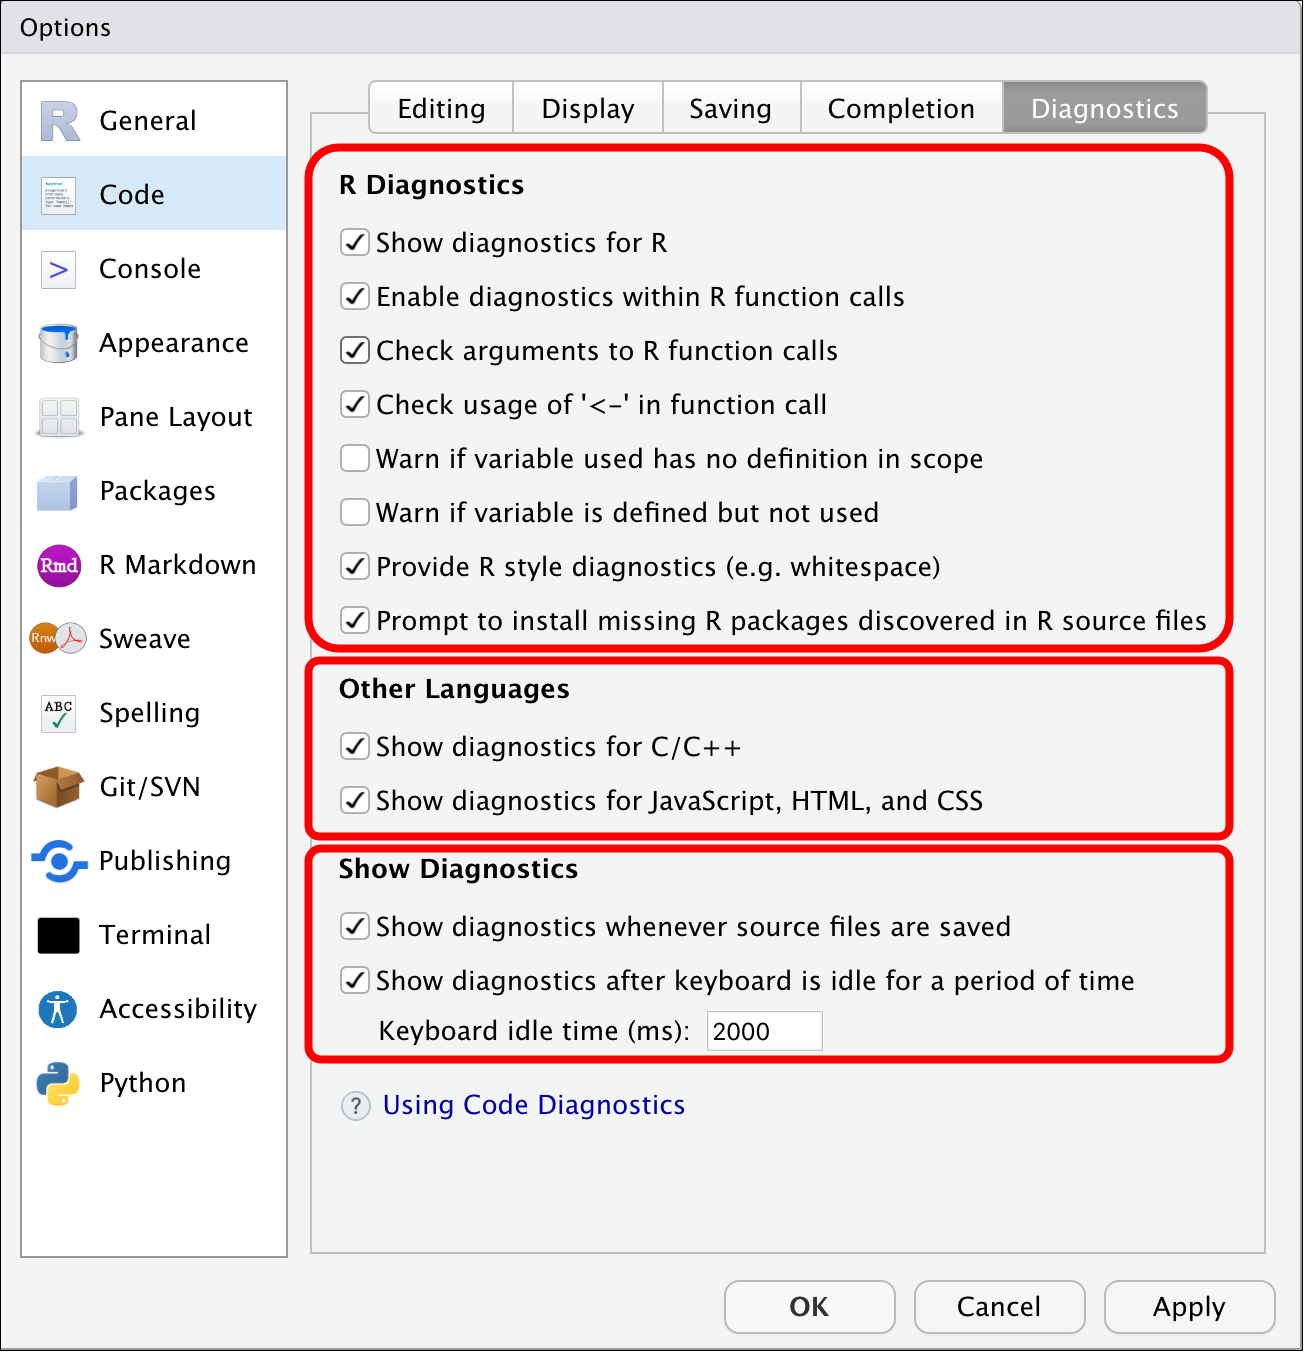 Options
General
Code
Console
Appearance
Pane Layout
Packages
Rmd
R Markdown
Rnw
Sweave
ABC
Spelling
Git/SVN
Publishing
Terminal
Accessibility
Python
Editing
Display
Saving
Completion
Diagnostics
R Diagnostics
Show diagnostics for R
Enable diagnostics within R function calls
Check arguments to R function calls
Check usage of '<-' in function call
Warn if variable used has no definition in scope
Warn if variable is defined but not used
Provide R style diagnostics (e.g. whitespace)
Prompt to install missing R packages discovered in R source files
Other Languages
Show diagnostics for C/C++
Show diagnostics for JavaScript, HTML, and CSS
Show Diagnostics
Show diagnostics whenever source files are saved
Show diagnostics after keyboard is idle for a period of time
Keyboard idle time (ms): 2000
? Using Code Diagnostics
OK
Cancel
Apply